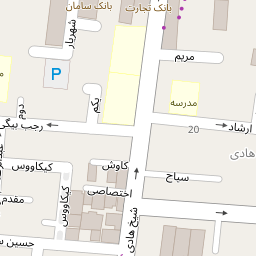 بانک سامان
بانک تجارت
شهریار
مریم
P
یکم
دوم
مدرسه
رجب بیگی
20
ارشاد
هادی
کاوش
کیکاووس
سیاح
اختصاصی
کیکاووس
مقدم
شیخ هادی
حسین